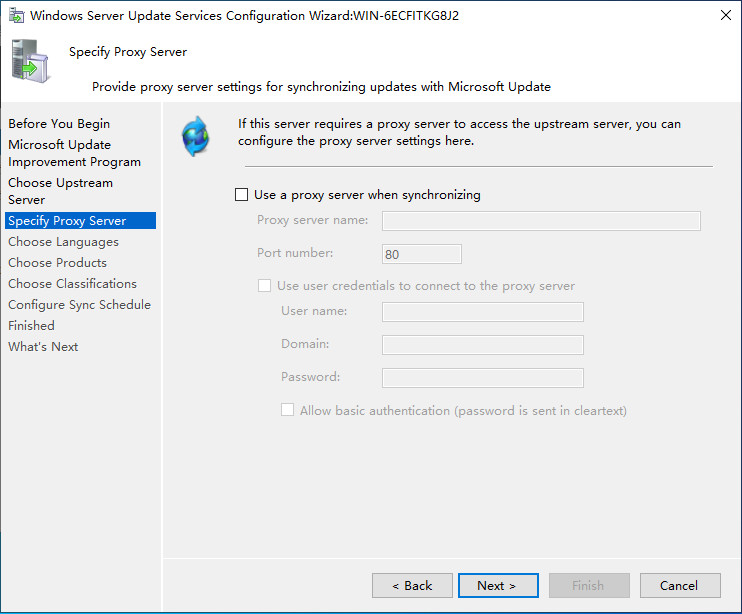 Windows Server Update Services Configuration Wizard:WIN-6ECFITKG8J2
Specify Proxy Server
Provide proxy server settings for synchronizing updates with Microsoft Update
Before You Begin
Microsoft Update
Improvement Program
Choose Upstream
Server
Specify Proxy Server
Choose Languages
Choose Products
Choose Classifications
Configure Sync Schedule
Finished
What's Next
If this server requires a proxy server to access the upstream server, you can
configure the proxy server settings here.
Use a proxy server when synchronizing
Proxy server name:
Port number:
80
Use user credentials to connect to the proxy server
User name:
Domain:
Password:
Allow basic authentication (password is sent in cleartext)
< Back
Next >
Finish
Cancel